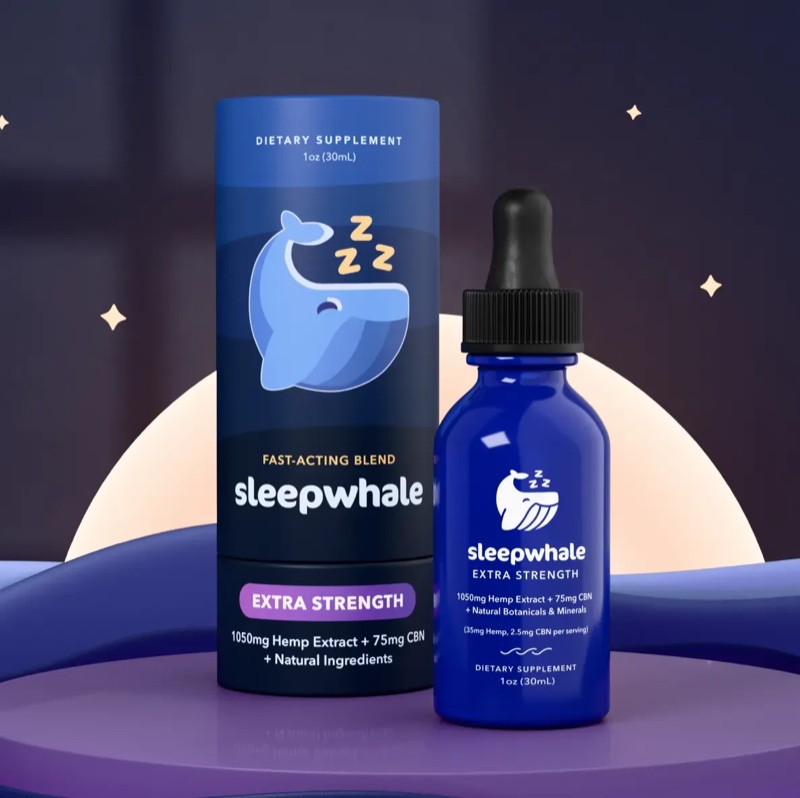 DIETARY SUPPLEMENT
1oz (30mL)
z
z z
FAST-ACTING BLEND
sleepwhale
EXTRA STRENGTH
1050mg Hemp Extract + 75mg CBN
+ Natural Ingredients
z
z z
sleepwhale
EXTRA STRENGTH
1050mg Hemp Extract + 75mg CBN
+ Natural Botanicals & Minerals
(35mg Hemp, 2.5mg CBN per serving)
DIETARY SUPPLEMENT
1oz (30mL)